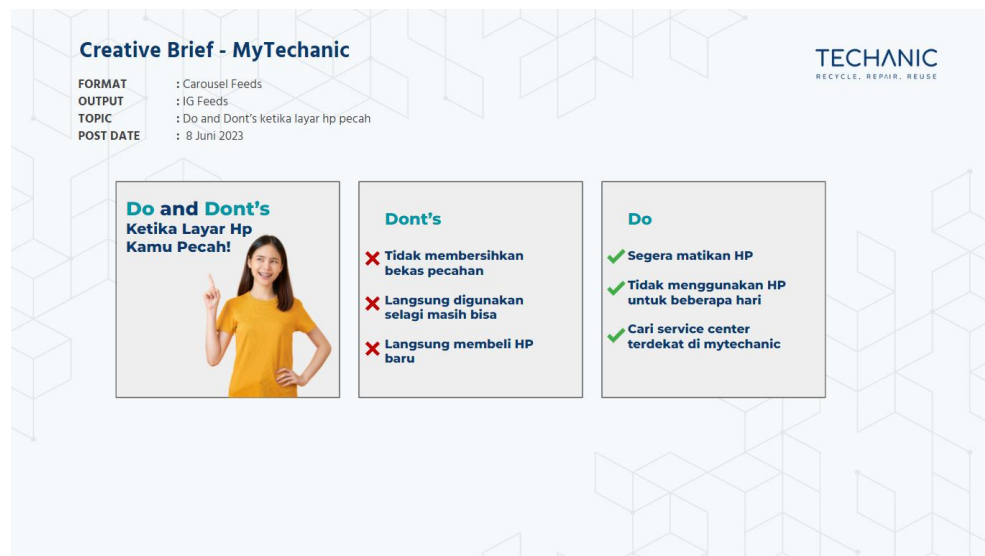 Creative Brief - MyTechanic
TECHΛNIC
RECYCLE, REPAIR, REUSE
FORMAT : Carousel Feeds
OUTPUT : IG Feeds
TOPIC : Do and Dont's ketika layar hp pecah
POST DATE : 8 Juni 2023
Do and Dont's
Ketika Layar Hp
Kamu Pecah!
Dont's
Tidak membersihkan
bekas pecahan
Langsung digunakan
selagi masih bisa
Langsung membeli HP
baru
Do
Segera matikan HP
Tidak menggunakan HP
untuk beberapa hari
Cari service center
terdekat di mytechanic